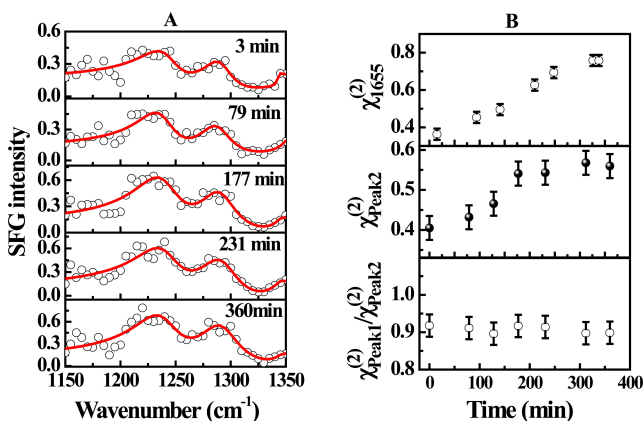 A
SFG intensity
0.6
0.3
0.0
3 min
0.6
0.3
0.0
79 min
0.6
0.3
0.0
177 min
0.6
0.3
0.0
231 min
0.6
0.3
0.0
360min
1150 1200 1250 1300 1350
Wavenumber (cm⁻¹)
B
χ(2)1655
0.8
0.6
0.4
χ(2)Peak2
0.6
0.5
0.4
χ(2)Peak1/χ(2)Peak2
1.0
0.9
0.8
0 100 200 300 400
Time (min)